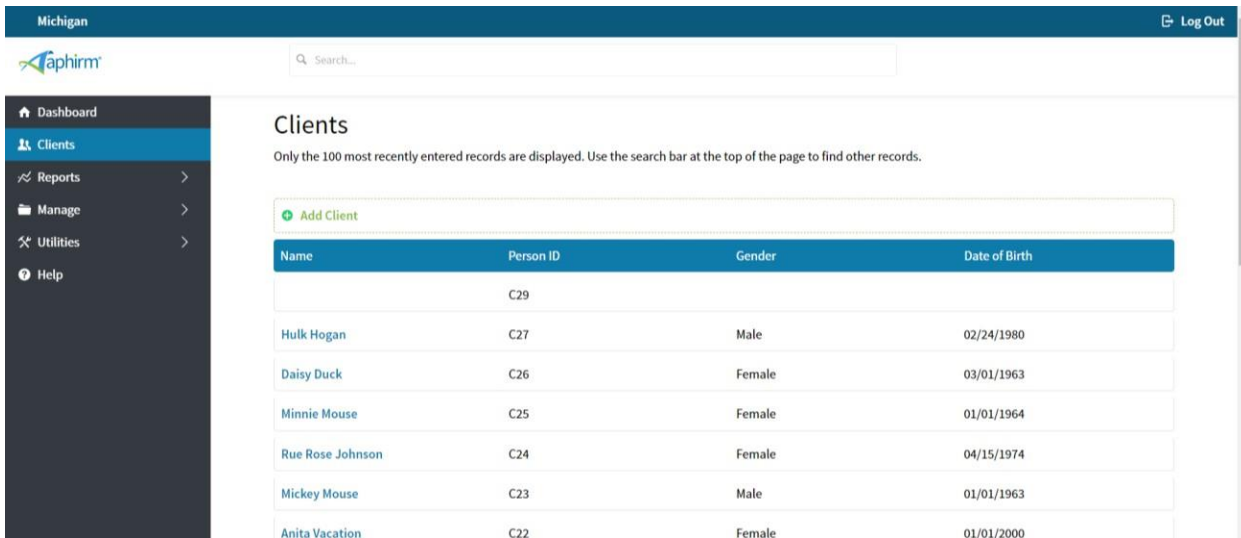 Michigan
Log Out
aphirm
Search...
Dashboard
Clients
Reports
Manage
Utilities
Help
Clients
Only the 100 most recently entered records are displayed. Use the search bar at the top of the page to find other records.
Add Client
Name Person ID Gender Date of Birth
C29
Hulk Hogan C27 Male 02/24/1980
Daisy Duck C26 Female 03/01/1963
Minnie Mouse C25 Female 01/01/1964
Rue Rose Johnson C24 Female 04/15/1974
Mickey Mouse C23 Male 01/01/1963
Anita Vacation C22 Female 01/01/2000